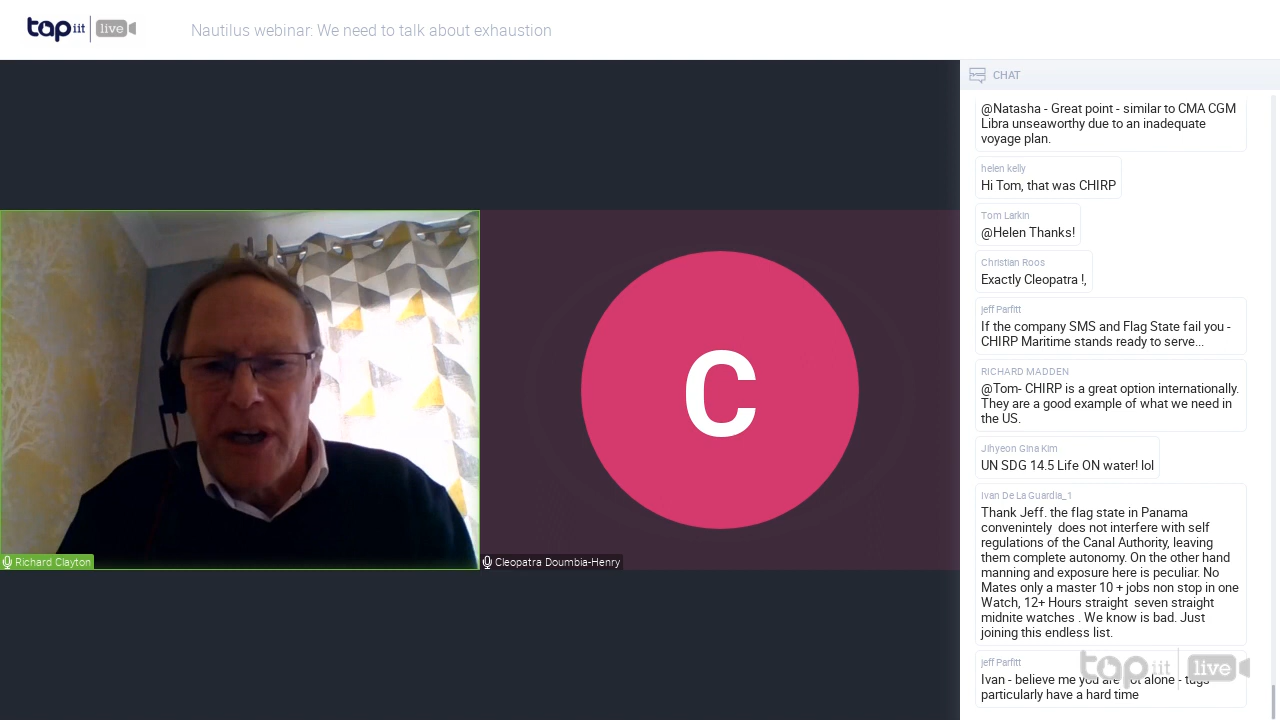 tap iit live
Nautilus webinar: We need to talk about exhaustion
CHAT
@Natasha - Great point - similar to CMA CGM
Libra unseaworthy due to an inadequate
voyage plan.
helen kelly
Hi Tom, that was CHIRP
Tom Larkin
@Helen Thanks!
Christian Roos
Exactly Cleopatra !,
jeff Parfitt
If the company SMS and Flag State fail you -
CHIRP Maritime stands ready to serve...
RICHARD MADDEN
@Tom- CHIRP is a great option internationally.
They are a good example of what we need in
the US.
Jihyeon Gina Kim
UN SDG 14.5 Life ON water! lol
Ivan De La Guardia_1
Thank Jeff. the flag state in Panama
convenintely does not interfere with self
regulations of the Canal Authority, leaving
them complete autonomy. On the other hand
manning and exposure here is peculiar. No
Mates only a master 10 + jobs non stop in one
Watch, 12+ Hours straight seven straight
midnite watches . We know is bad. Just
joining this endless list.
jeff Parfitt
Ivan - believe me you are not alone - tugs
particularly have a hard time
tap iit live
C
Richard Clayton
Cleopatra Doumbia-Henry